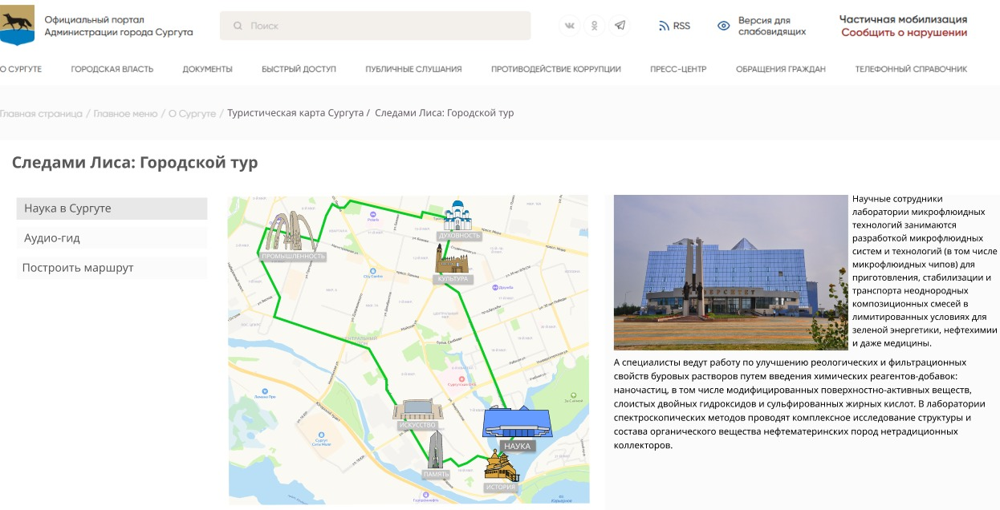 Официальный портал
Администрации города Сургута
Поиск
RSS
Версия для
слабовидящих
Частичная мобилизация
Сообщить о нарушении
О СУРГУТЕ ГОРОДСКАЯ ВЛАСТЬ ДОКУМЕНТЫ БЫСТРЫЙ ДОСТУП ПУБЛИЧНЫЕ СЛУШАНИЯ ПРОТИВОДЕЙСТВИЕ КОРРУПЦИИ ПРЕСС-ЦЕНТР ОБРАЩЕНИЯ ГРАЖДАН ТЕЛЕФОННЫЙ СПРАВОЧНИК
Главная страница / Главное меню / О Сургуте / Туристическая карта Сургута / Следами Лиса: Городской тур
Следами Лиса: Городской тур
Наука в Сургуте
Аудио-гид
Построить маршрут
Polaris
ДУХОВНОСТЬ
ПРОМЫШЛЕННОСТЬ
City Centre
КУЛЬТУРА
Дружба
ИСКУССТВО
НАУКА
ПАМЯТЬ
ИСТОРИЯ
Научные сотрудники
лаборатории микрофлюидных
технологий занимаются
разработкой микрофлюидных
систем и технологий (в том числе
микрофлюидных чипов) для
приготовления, стабилизации и
транспорта неоднородных
композиционных смесей в
лимитированных условиях для
зеленой энергетики, нефтехимии
и даже медицины.
А специалисты ведут работу по улучшению реологических и фильтрационных
свойств буровых растворов путем введения химических реагентов-добавок:
наночастиц, в том числе модифицированных поверхностно-активных веществ,
слоистых двойных гидроксидов и сульфированных жирных кислот. В лаборатории
спектроскопических методов проводят комплексное исследование структуры и
состава органического вещества нефтематеринских пород нетрадиционных
коллекторов.